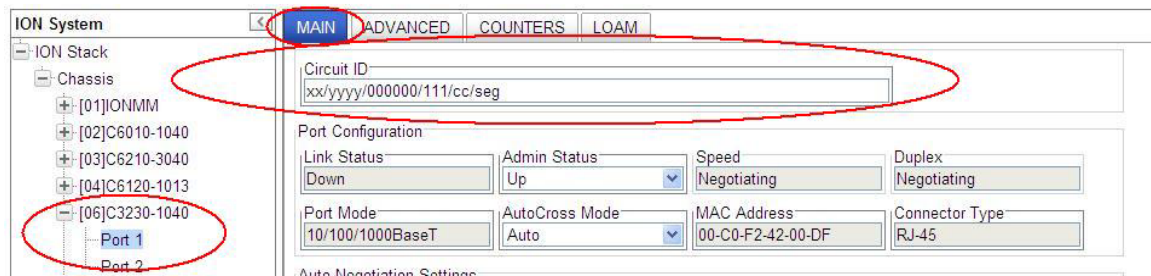 ION System
ION Stack
Chassis
[01]IONMM
[02]C6010-1040
[03]C6210-3040
[04]C6120-1013
[06]C3230-1040
Port 1
Port 2
MAIN ADVANCED COUNTERS LOAM
Circuit ID
xx/yyyy/000000/111/cc/seg
Port Configuration
Link Status Admin Status Speed Duplex
Down Up Negotiating Negotiating
Port Mode AutoCross Mode MAC Address Connector Type
10/100/1000BaseT Auto 00-C0-F2-42-00-DF RJ-45
Auto Negotiation Settings